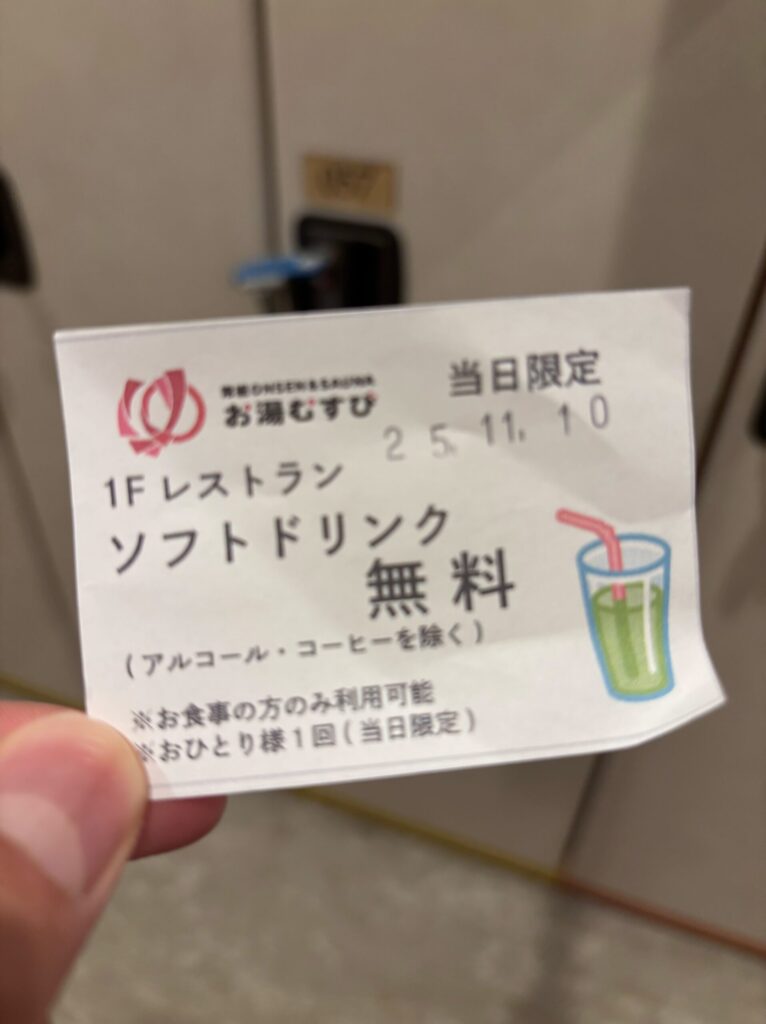 ONSEN&SAUNA
お湯むすび
当日限定
25.11.10
1Fレストラン
ソフトドリンク
無料
(アルコール・コーヒーを除く)
※お食事の方のみ利用可能
※おひとり様1回(当日限定)